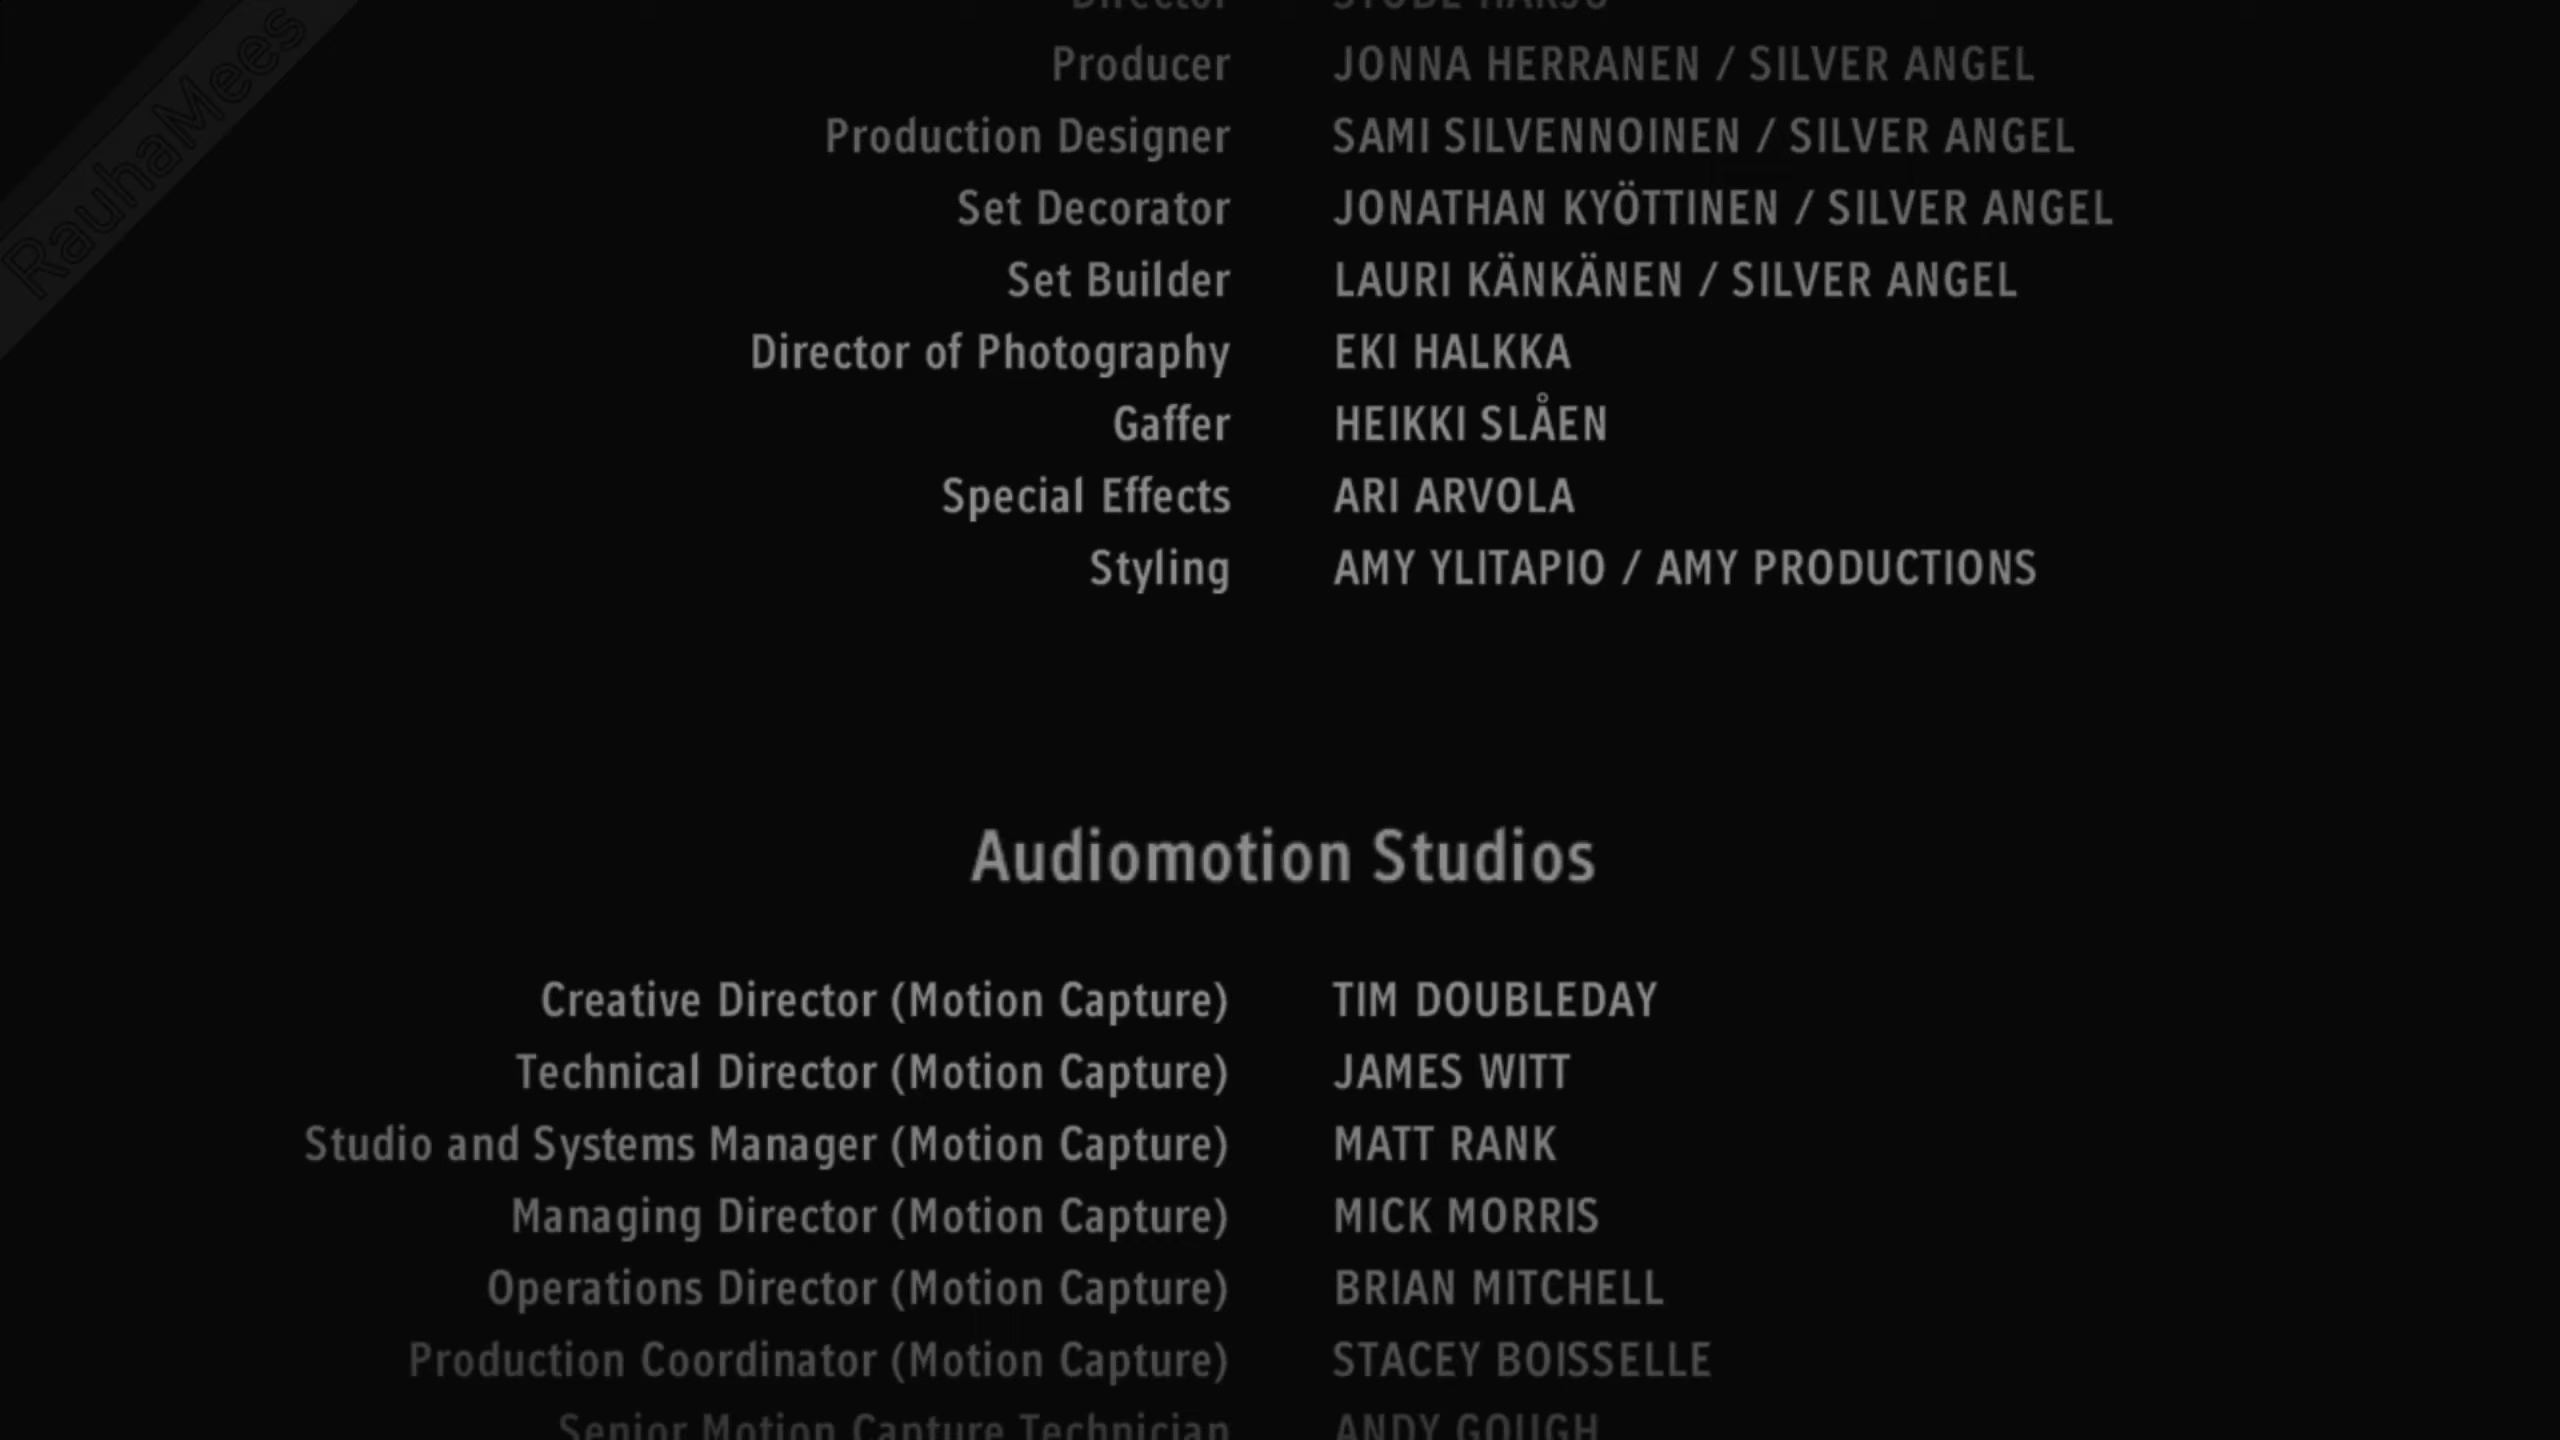 Director STOBE HARJU
Producer JONNA HERRANEN / SILVER ANGEL
Production Designer SAMI SILVENNOINEN / SILVER ANGEL
Set Decorator JONATHAN KYÖTTINEN / SILVER ANGEL
Set Builder LAURI KÄNKÄNEN / SILVER ANGEL
Director of Photography EKI HALKKA
Gaffer HEIKKI SLÅEN
Special Effects ARI ARVOLA
Styling AMY YLITAPIO / AMY PRODUCTIONS
Audiomotion Studios
Creative Director (Motion Capture) TIM DOUBLEDAY
Technical Director (Motion Capture) JAMES WITT
Studio and Systems Manager (Motion Capture) MATT RANK
Managing Director (Motion Capture) MICK MORRIS
Operations Director (Motion Capture) BRIAN MITCHELL
Production Coordinator (Motion Capture) STACEY BOISSELLE
Senior Motion Capture Technician ANDY GOUGH
RauhaMees